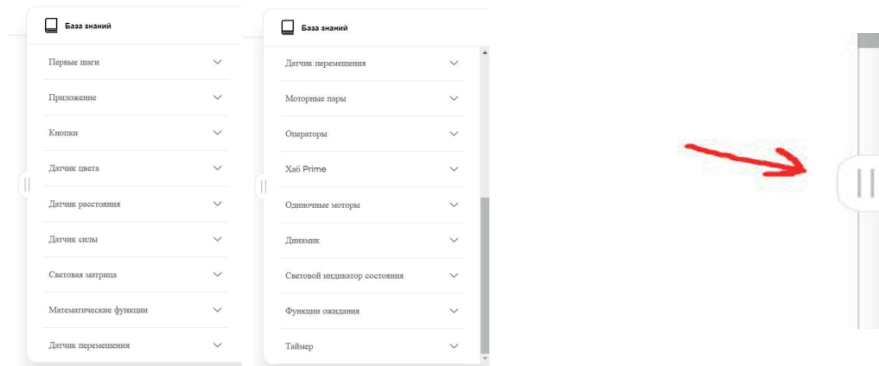 База знаний
Первые шаги
Приложение
Кнопки
Датчик цвета
Датчик расстояния
Датчик силы
Световая матрица
Математические функции
Датчик перемещения
База знаний
Датчик перемещения
Моторные пары
Операторы
Хаб Prime
Одиночные моторы
Динамик
Световой индикатор состояния
Функции ожидания
Таймер